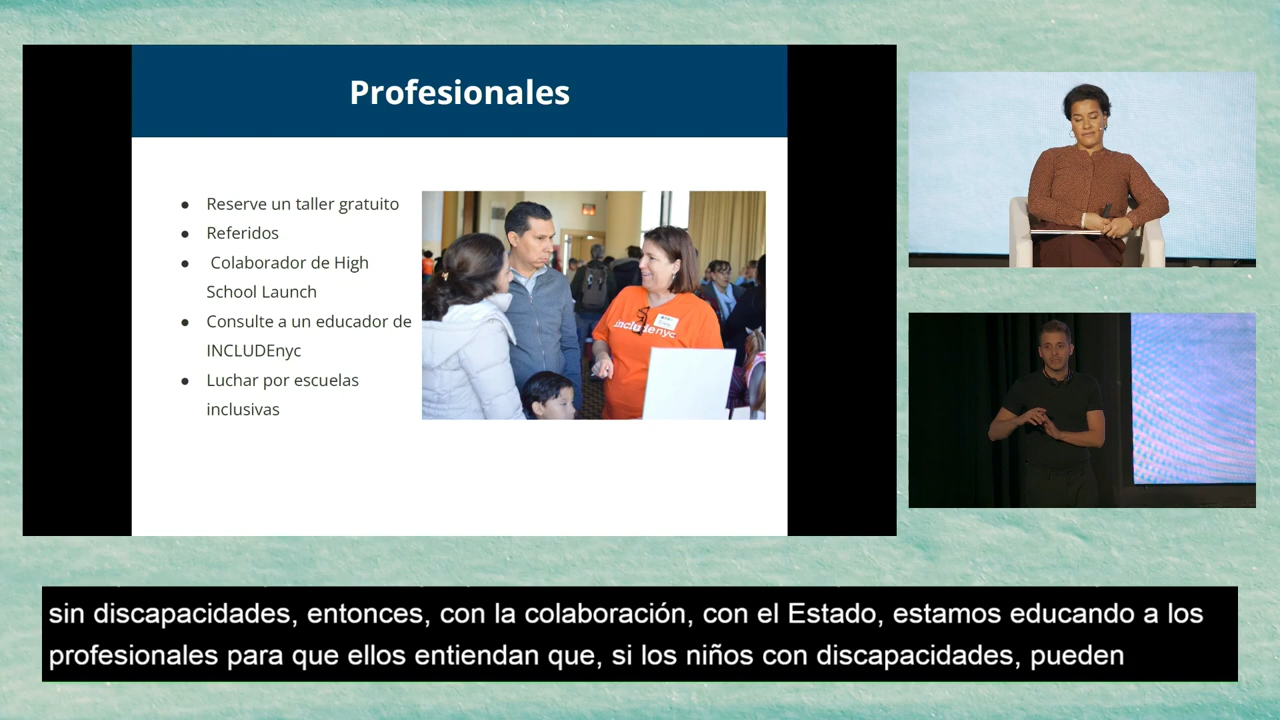 Profesionales
● Reserve un taller gratuito
● Referidos
● Colaborador de High
School Launch
● Consulte a un educador de
INCLUDEnyc
● Luchar por escuelas
inclusivas
includenyc
sin discapacidades, entonces, con la colaboración, con el Estado, estamos educando a los
profesionales para que ellos entiendan que, si los niños con discapacidades, pueden